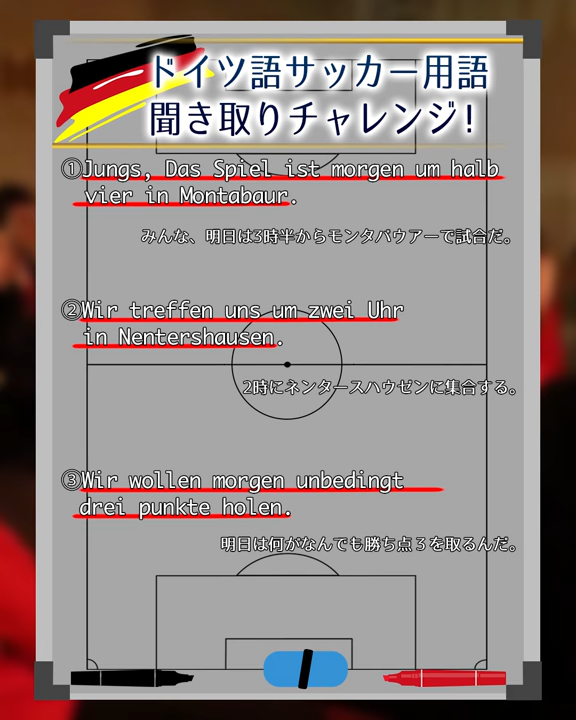 ドイツ語サッカー用語
聞き取りチャレンジ!
①Jungs, Das Spiel ist morgen um halb
vier in Montabaur.
みんな、明日は3時半からモンタバウアーで試合だ。
②Wir treffen uns um zwei Uhr
in Nentershausen.
2時にネンタースハウゼンに集合する。
③Wir wollen morgen unbedingt
drei punkte holen.
明日は何がなんでも勝ち点３を取るんだ。